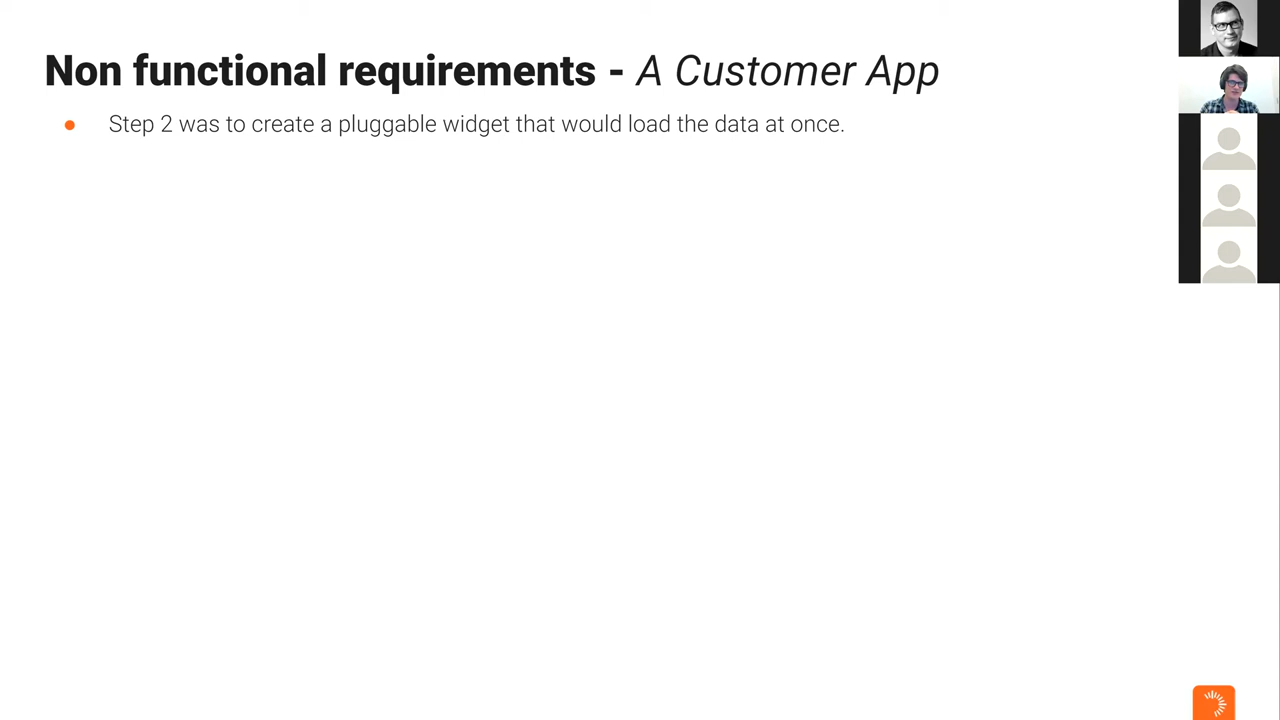 Non functional requirements - A Customer App
● Step 2 was to create a pluggable widget that would load the data at once.